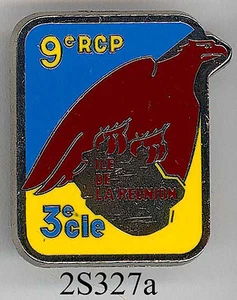 9e RCP
ILE
DE
LA REUNION
3e cie
2S327a